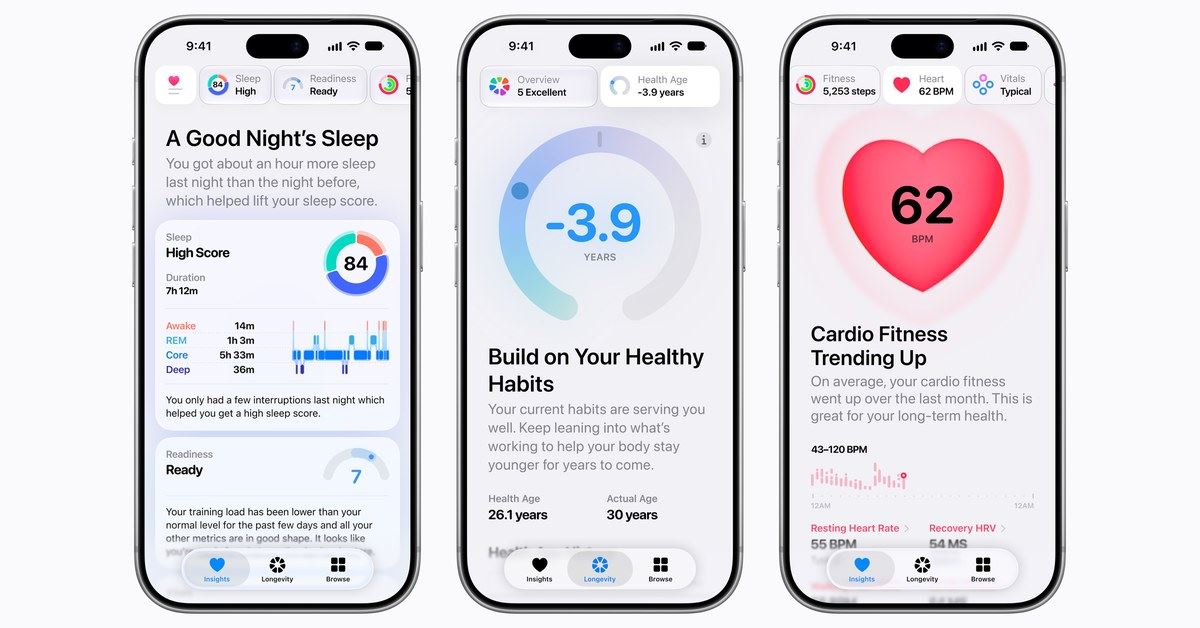 9:41
Sleep
84 High
Readiness
7 Ready
A Good Night's Sleep
You got about an hour more sleep
last night than the night before,
which helped lift your sleep score.
Sleep
High Score
84
Duration
7h 12m
Awake 14m
REM 1h 3m
Core 5h 33m
Deep 36m
You only had a few interruptions last night which
helped you get a high sleep score.
Readiness
Ready
7
Your training load has been lower than your
normal level for the past few days and all your
other metrics are in good shape. It looks like
Insights Longevity Browse
9:41
Overview
5 Excellent
Health Age
-3.9 years
i
-3.9
YEARS
Build on Your Healthy
Habits
Your current habits are serving you
well. Keep leaning into what's
working to help your body stay
younger for years to come.
Health Age Actual Age
26.1 years 30 years
Insights Longevity Browse
9:41
Fitness
5,253 steps
Heart
62 BPM
Vitals
Typical
62
BPM
Cardio Fitness
Trending Up
On average, your cardio fitness
went up over the last month. This is
great for your long-term health.
43–120 BPM
12AM 12AM
Resting Heart Rate Recovery HRV
55 BPM 54 MS
Insights Longevity Browse